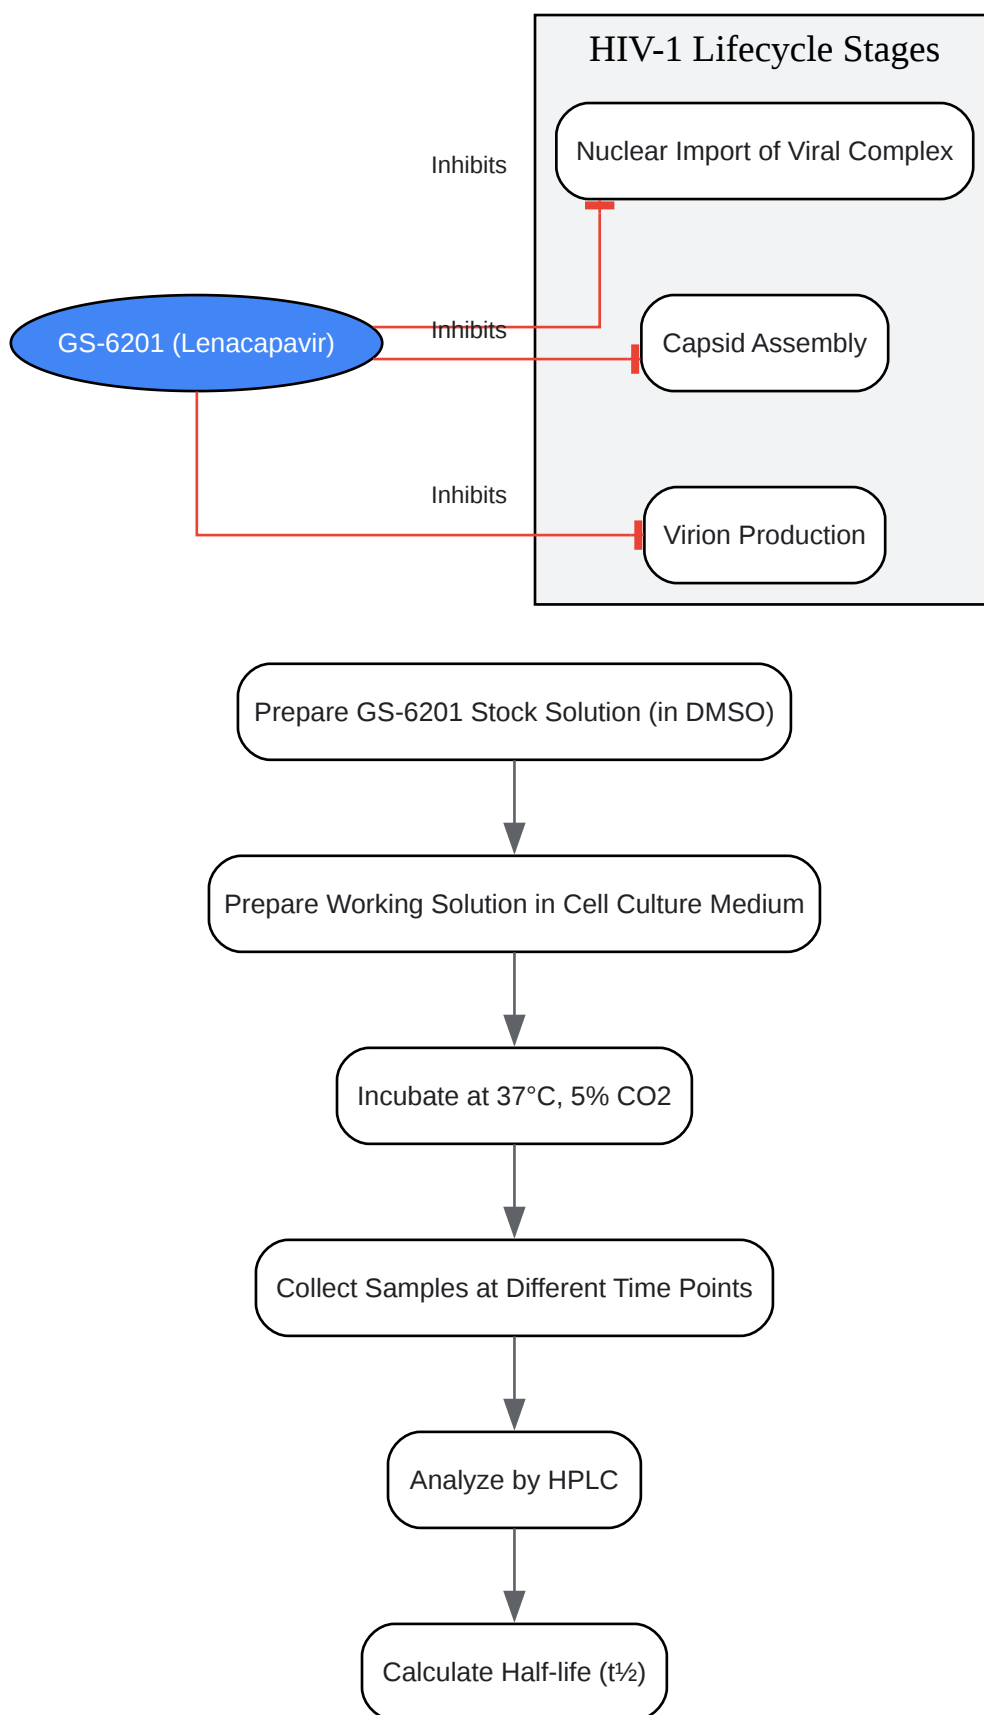 HIV-1 Lifecycle Stages
Inhibits
Nuclear Import of Viral Complex
Inhibits
GS-6201 (Lenacapavir)
Capsid Assembly
Inhibits
Virion Production
Prepare GS-6201 Stock Solution (in DMSO)
Prepare Working Solution in Cell Culture Medium
Incubate at 37°C, 5% CO2
Collect Samples at Different Time Points
Analyze by HPLC
Calculate Half-life (t½)